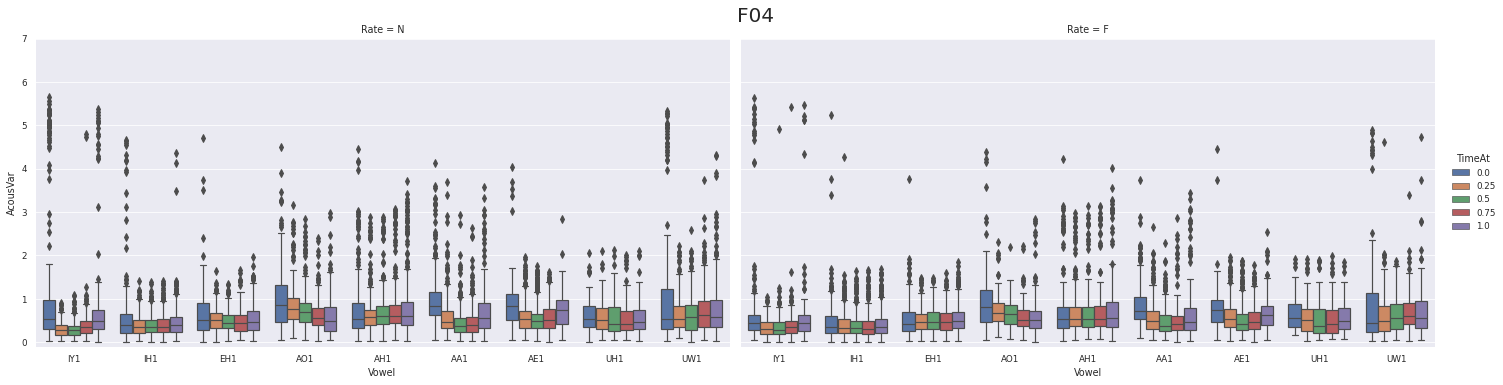 F04
Rate = N
Rate = F
7
6
5
4
3
2
1
0
AcousVar
IY1 IH1 EH1 AO1 AH1 AA1 AE1 UH1 UW1
Vowel
IY1 IH1 EH1 AO1 AH1 AA1 AE1 UH1 UW1
Vowel
TimeAt
0.0
0.25
0.5
0.75
1.0